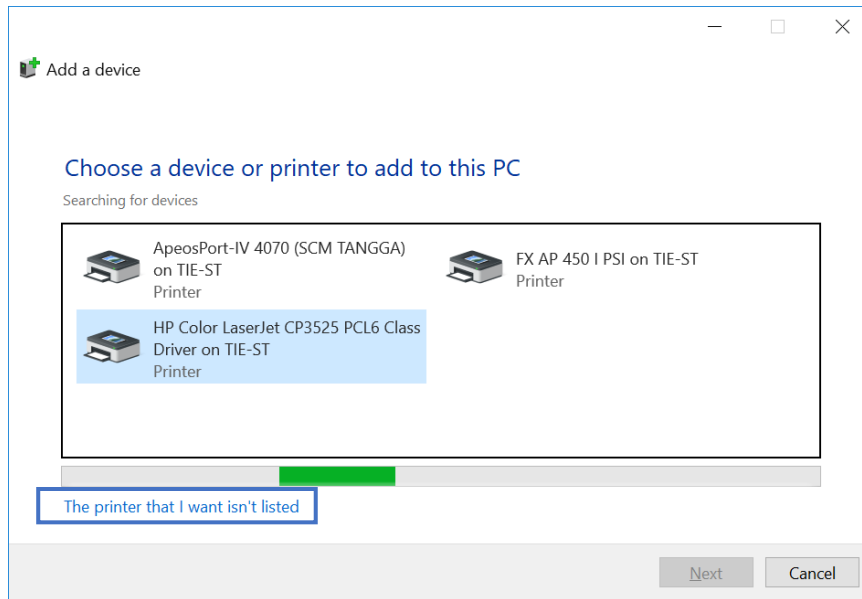 Add a device
Choose a device or printer to add to this PC
Searching for devices
ApeosPort-IV 4070 (SCM TANGGA)
on TIE-ST
Printer
FX AP 450 I PSI on TIE-ST
Printer
HP Color LaserJet CP3525 PCL6 Class
Driver on TIE-ST
Printer
The printer that I want isn't listed
Next
Cancel